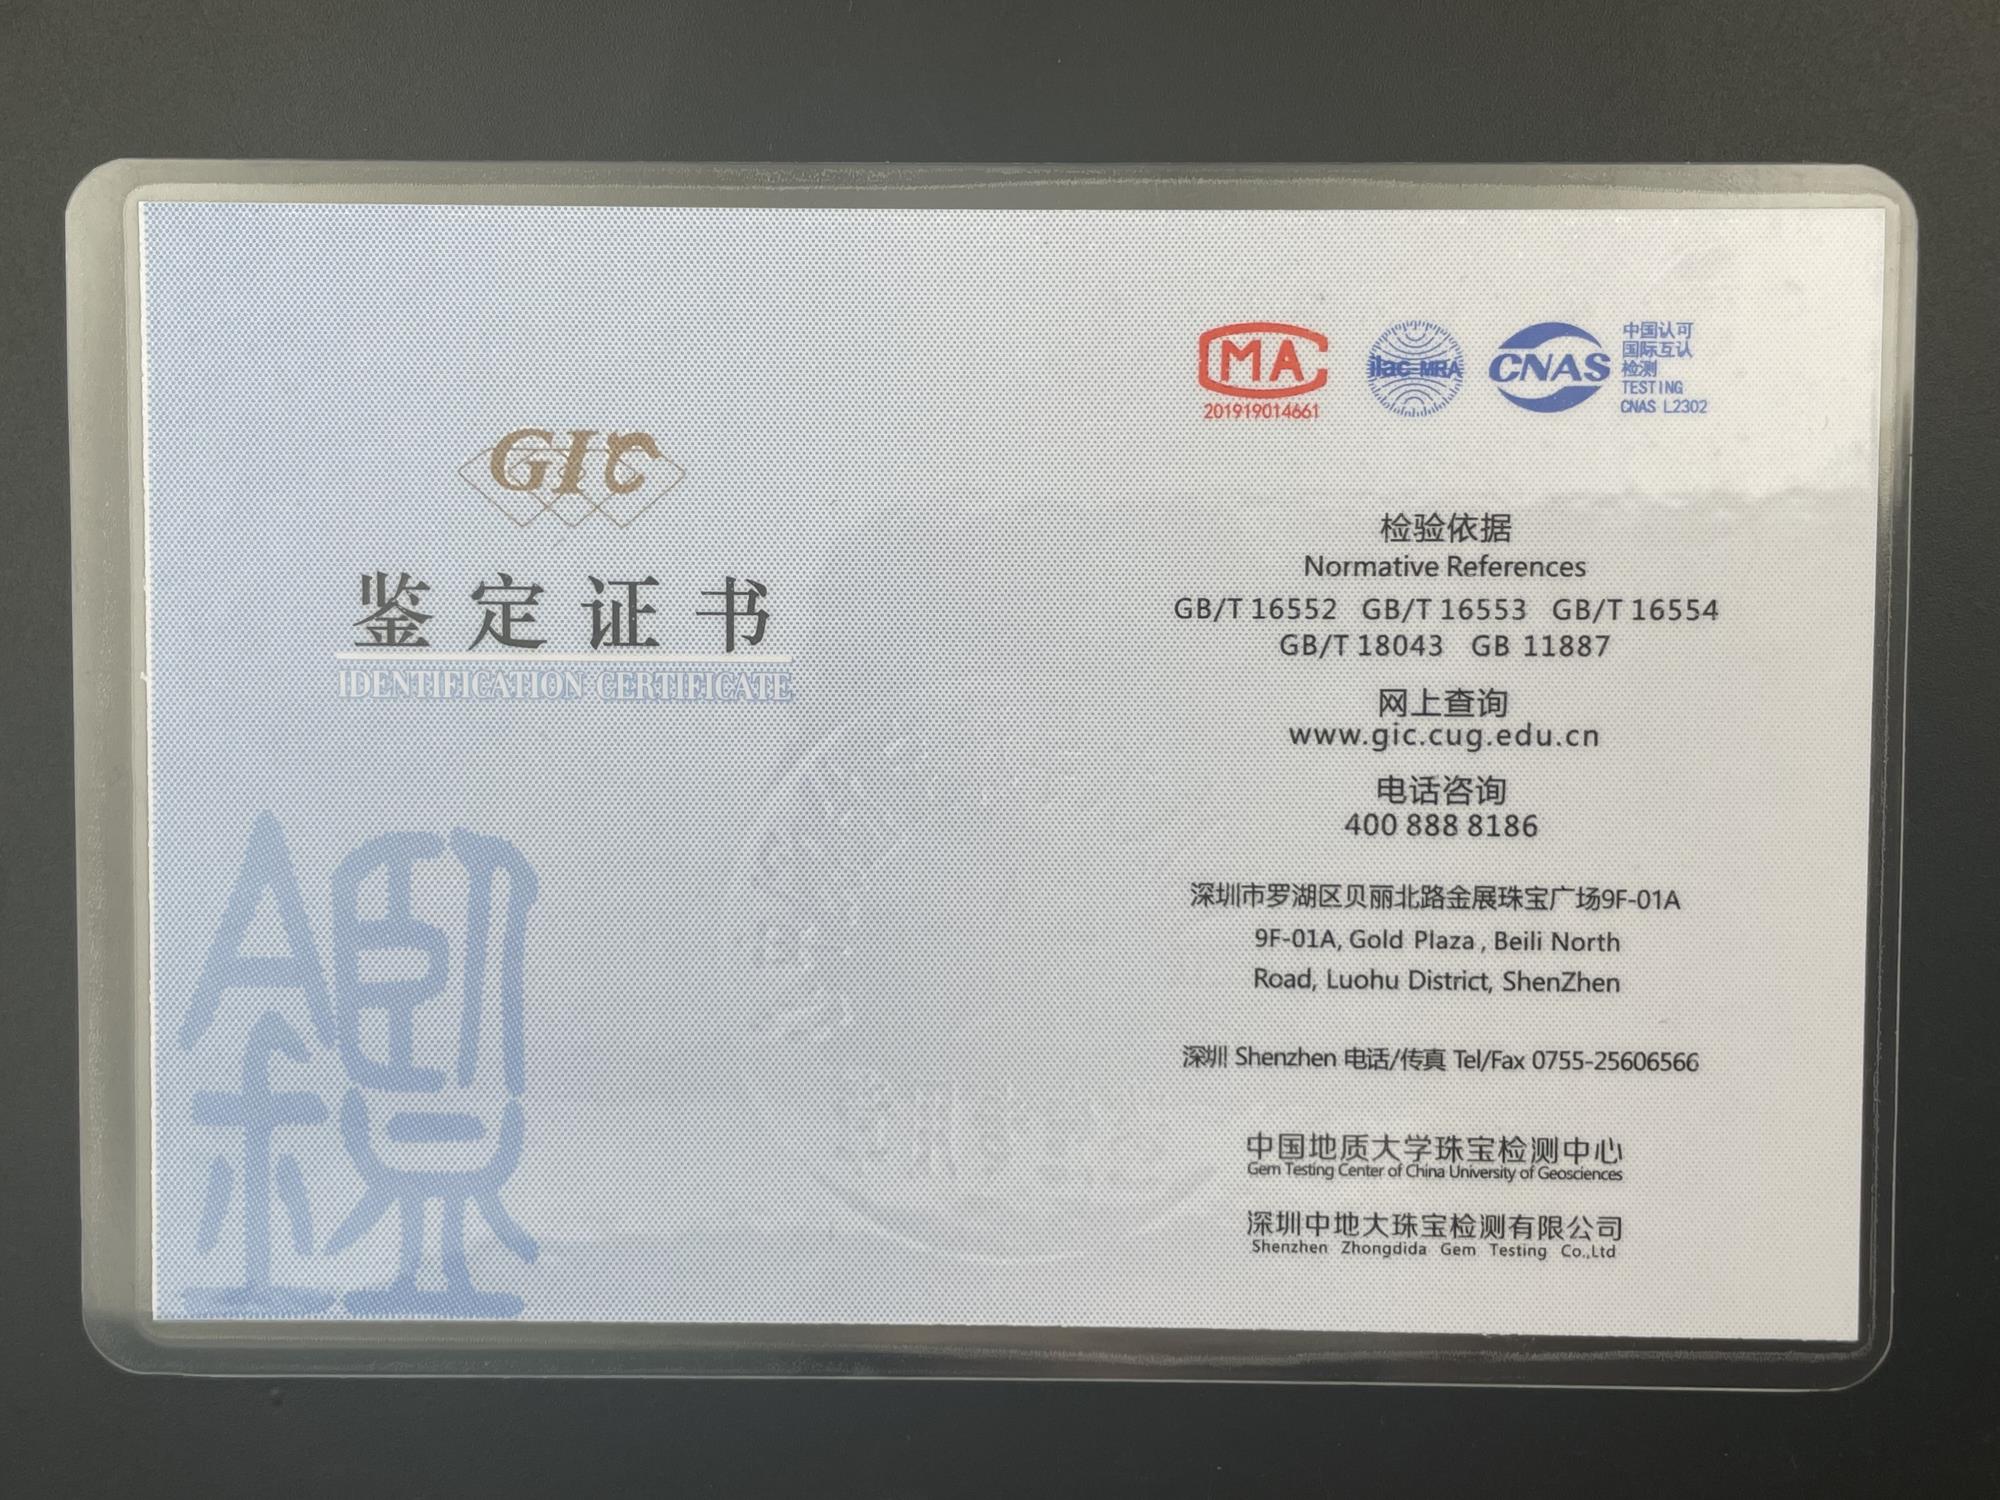 GIC
鉴定证书
IDENTIFICATION CERTIFICATE
MA
201919014661
ilac-MRA
CNAS
中国认可
国际互认
检测
TESTING
CNAS L2302
检验依据
Normative References
GB/T 16552 GB/T 16553 GB/T 16554
GB/T 18043 GB 11887
网上查询
www.gic.cug.edu.cn
电话咨询
400 888 8186
深圳市罗湖区贝丽北路金展珠宝广场9F-01A
9F-01A, Gold Plaza , Beili North
Road, Luohu District, ShenZhen
深圳 Shenzhen 电话/传真 Tel/Fax 0755-25606566
中国地质大学珠宝检测中心
Gem Testing Center of China University of Geosciences
深圳中地大珠宝检测有限公司
Shenzhen Zhongdida Gem Testing Co.,Ltd